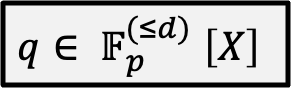 q ∈ 𝔽_p^{(≤d)} [X]